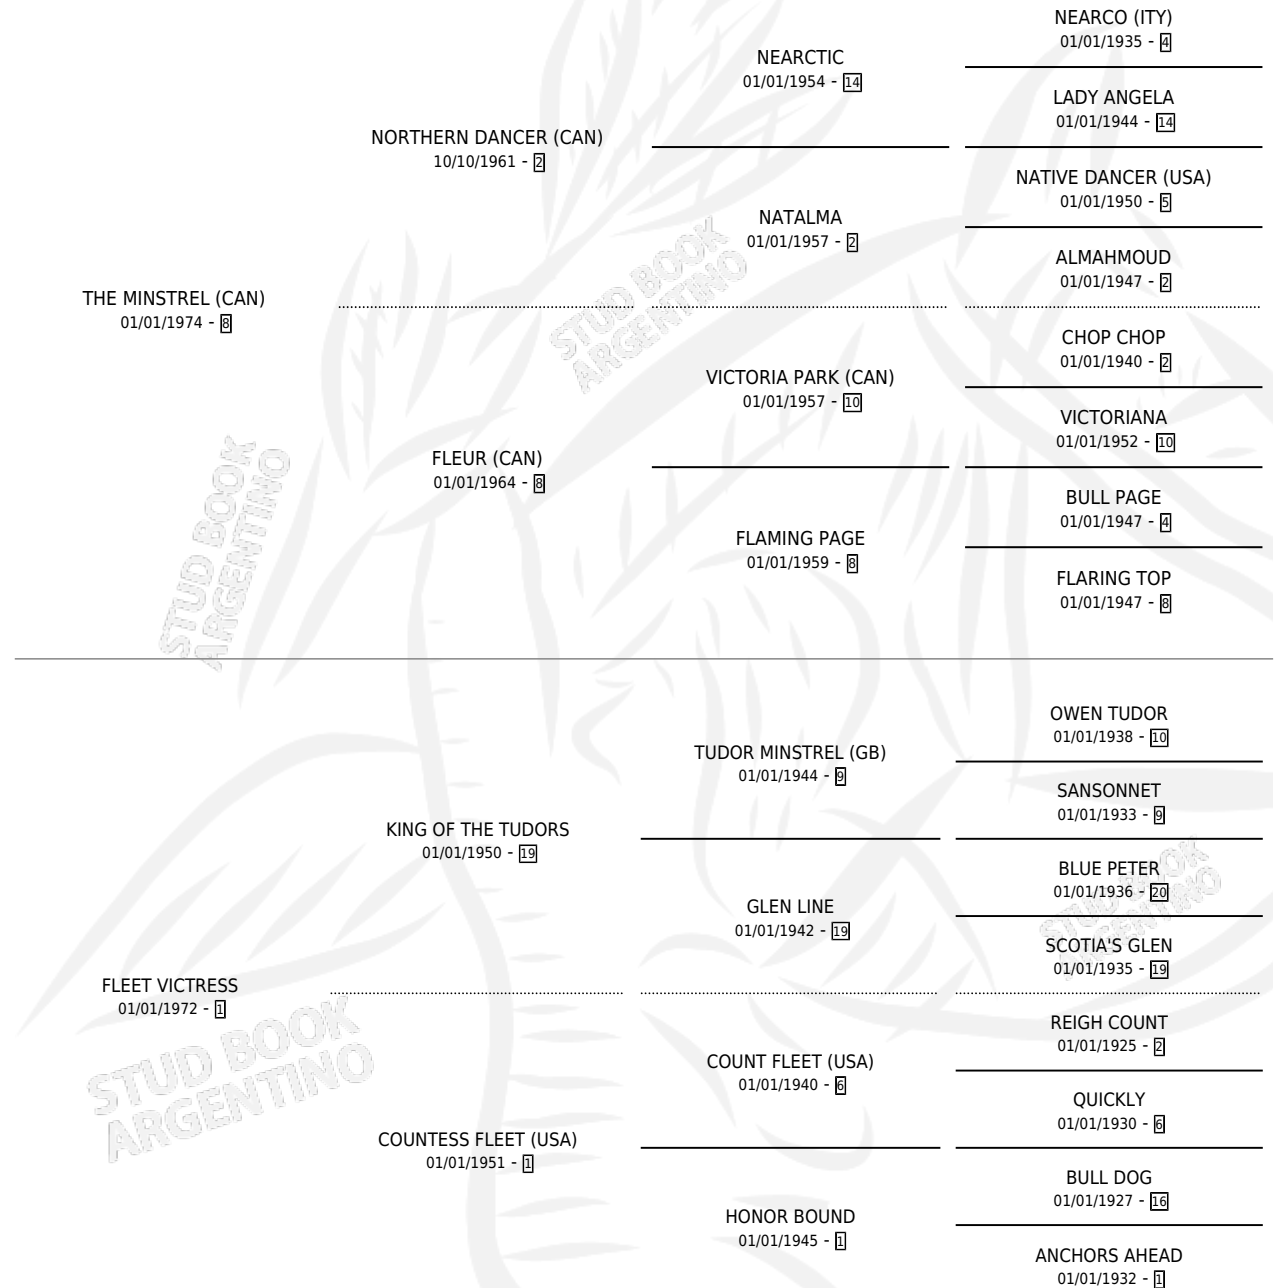 NEARCO (ITY)
01/01/1935 - 4
NEARCTIC
01/01/1954 - 14
LADY ANGELA
01/01/1944 - 14
NORTHERN DANCER (CAN)
10/10/1961 - 2
NATIVE DANCER (USA)
01/01/1950 - 5
NATALMA
01/01/1957 - 2
ALMAHMOUD
01/01/1947 - 2
THE MINSTREL (CAN)
01/01/1974 - 8
STUD BOOK
ARGENTINO
CHOP CHOP
01/01/1940 - 2
VICTORIA PARK (CAN)
01/01/1957 - 10
VICTORIANA
01/01/1952 - 10
FLEUR (CAN)
01/01/1964 - 8
BULL PAGE
01/01/1947 - 4
FLAMING PAGE
01/01/1959 - 8
FLARING TOP
01/01/1947 - 8
STUD BOOK
ARGENTINO
OWEN TUDOR
01/01/1938 - 10
TUDOR MINSTREL (GB)
01/01/1944 - 9
SANSONNET
01/01/1933 - 9
KING OF THE TUDORS
01/01/1950 - 19
BLUE PETER
01/01/1936 - 20
GLEN LINE
01/01/1942 - 19
SCOTIA'S GLEN
01/01/1935 - 19
STUD BOOK
ARGENTINO
FLEET VICTRESS
01/01/1972 - 1
REIGH COUNT
01/01/1925 - 2
COUNT FLEET (USA)
01/01/1940 - 6
QUICKLY
01/01/1930 - 6
STUD BOOK
ARGENTINO
COUNTESS FLEET (USA)
01/01/1951 - 1
BULL DOG
01/01/1927 - 16
HONOR BOUND
01/01/1945 - 1
ANCHORS AHEAD
01/01/1932 - 1